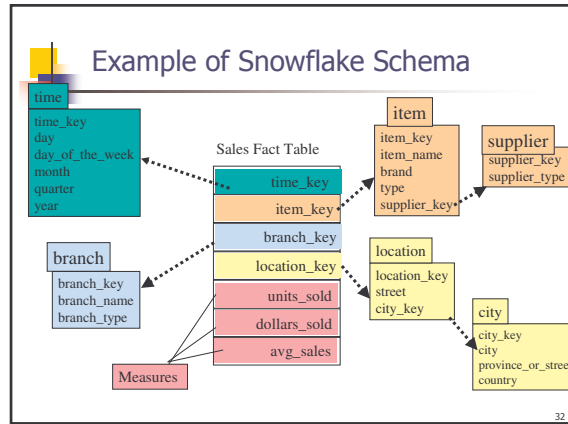 Example of Snowflake Schema
time
time_key
day
day_of_the_week
month
quarter
year
Sales Fact Table
time_key
item_key
branch_key
location_key
units_sold
dollars_sold
avg_sales
Measures
branch
branch_key
branch_name
branch_type
item
item_key
item_name
brand
type
supplier_key
supplier
supplier_key
supplier_type
location
location_key
street
city_key
city
city_key
city
province_or_street
country
32